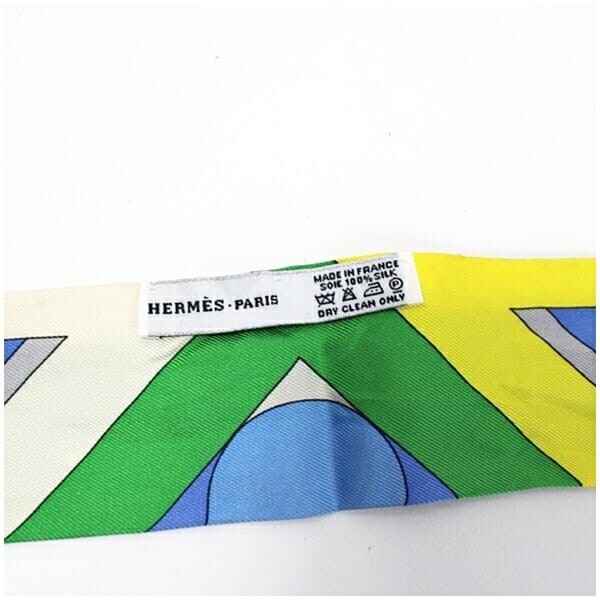 HERMÈS-PARIS
MADE IN FRANCE
SOIE 100% SILK
P
DRY CLEAN ONLY